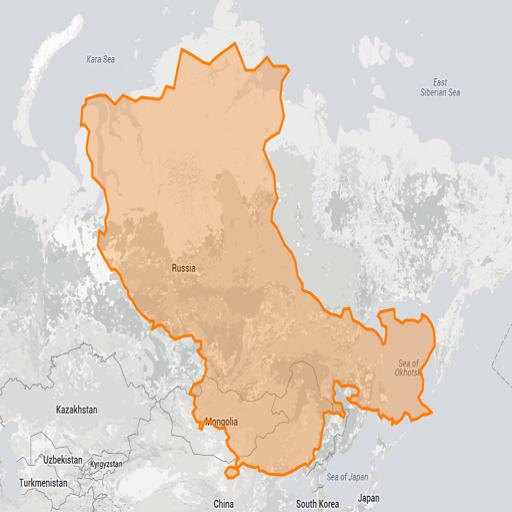 Kara Sea
East
Siberian Sea
Russia
Sea of
Okhotsk
Kazakhstan
Mongolia
Uzbekistan
Kyrgyzstan
Turkmenistan
Sea of Japan
China
South Korea
Japan